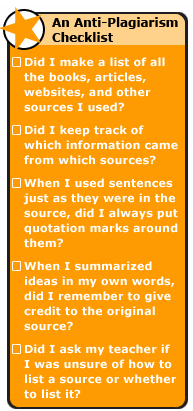 An Anti-Plagiarism
Checklist
Did I make a list of all
the books, articles,
websites, and other
sources I used?
Did I keep track of
which information came
from which sources?
When I used sentences
just as they were in the
source, did I always put
quotation marks around
them?
When I summarized
ideas in my own words,
did I remember to give
credit to the original
source?
Did I ask my teacher if
I was unsure of how to
list a source or whether
to list it?